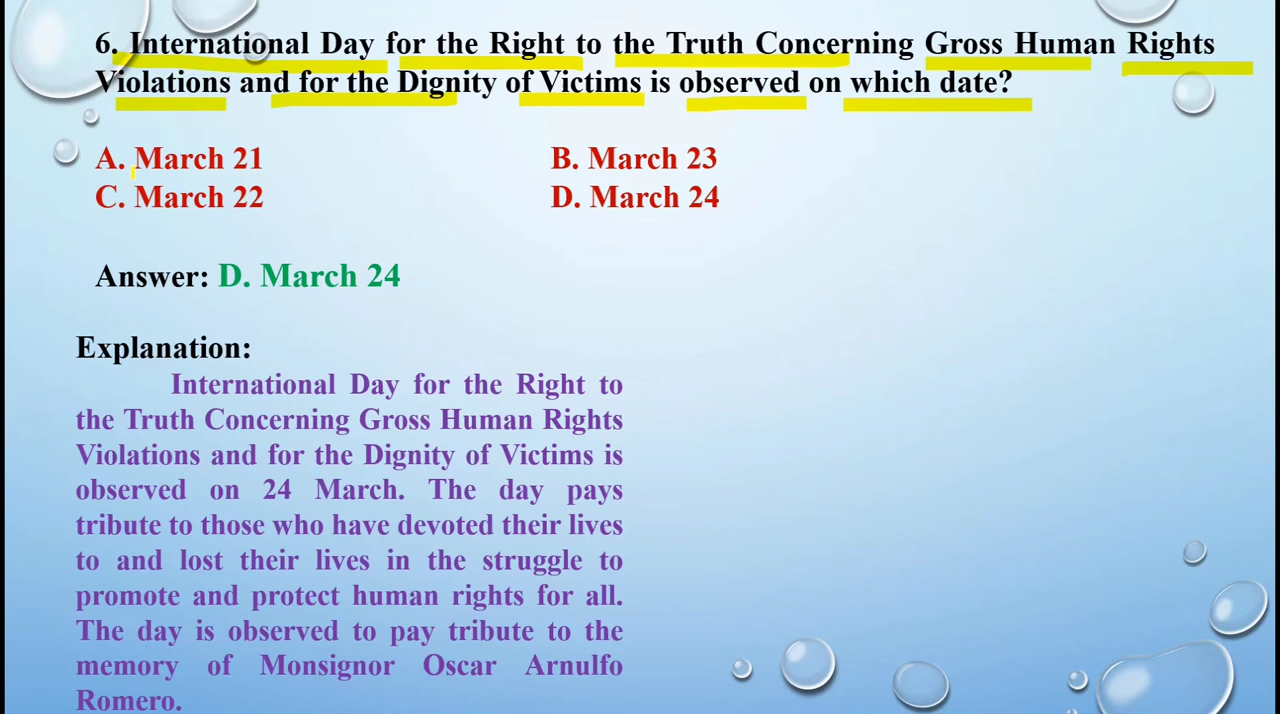 6. International Day for the Right to the Truth Concerning Gross Human Rights
Violations and for the Dignity of Victims is observed on which date?
A. March 21
B. March 23
C. March 22
D. March 24
Answer: D. March 24
Explanation:
International Day for the Right to
the Truth Concerning Gross Human Rights
Violations and for the Dignity of Victims is
observed on 24 March. The day pays
tribute to those who have devoted their lives
to and lost their lives in the struggle to
promote and protect human rights for all.
The day is observed to pay tribute to the
memory of Monsignor Oscar Arnulfo
Romero.